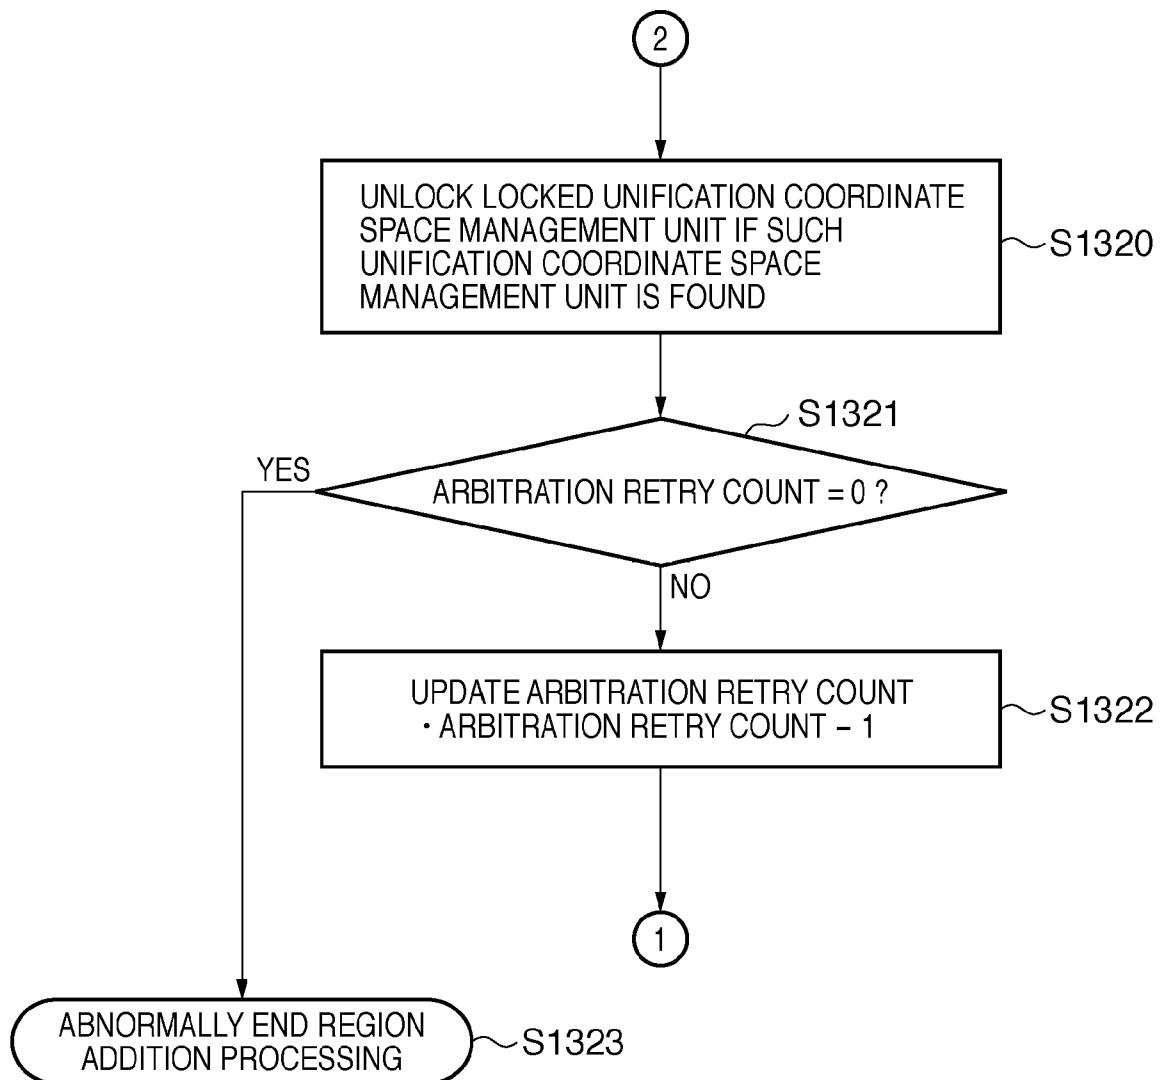 2
UNLOCK LOCKED UNIFICATION COORDINATE
SPACE MANAGEMENT UNIT IF SUCH
UNIFICATION COORDINATE SPACE
MANAGEMENT UNIT IS FOUND
S1320
S1321
YES
ARBITRATION RETRY COUNT = 0 ?
NO
UPDATE ARBITRATION RETRY COUNT
・ARBITRATION RETRY COUNT − 1
S1322
1
ABNORMALLY END REGION
ADDITION PROCESSING
S1323